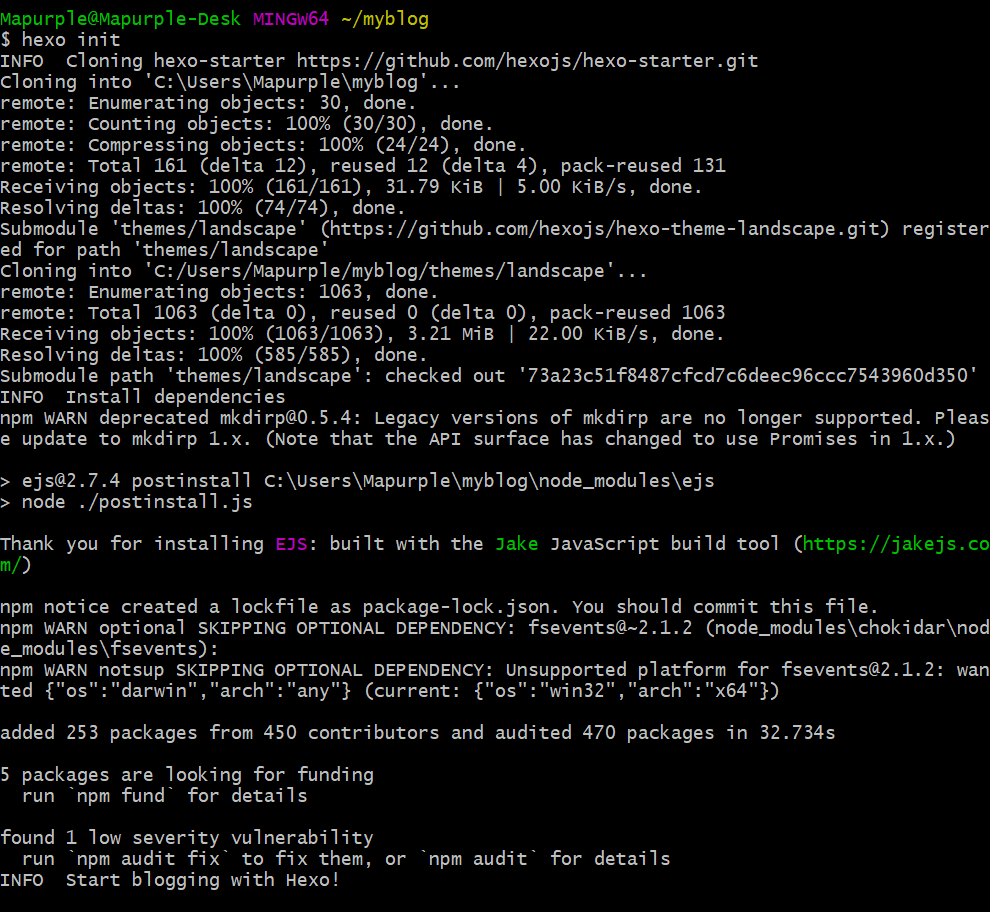 Mapurple@Mapurple-Desk MINGW64 ~/myblog
$ hexo init
INFO  Cloning hexo-starter https://github.com/hexojs/hexo-starter.git
Cloning into 'C:\Users\Mapurple\myblog'...
remote: Enumerating objects: 30, done.
remote: Counting objects: 100% (30/30), done.
remote: Compressing objects: 100% (24/24), done.
remote: Total 161 (delta 12), reused 12 (delta 4), pack-reused 131
Receiving objects: 100% (161/161), 31.79 KiB | 5.00 KiB/s, done.
Resolving deltas: 100% (74/74), done.
Submodule 'themes/landscape' (https://github.com/hexojs/hexo-theme-landscape.git) register
ed for path 'themes/landscape'
Cloning into 'C:/Users/Mapurple/myblog/themes/landscape'...
remote: Enumerating objects: 1063, done.
remote: Total 1063 (delta 0), reused 0 (delta 0), pack-reused 1063
Receiving objects: 100% (1063/1063), 3.21 MiB | 22.00 KiB/s, done.
Resolving deltas: 100% (585/585), done.
Submodule path 'themes/landscape': checked out '73a23c51f8487cfcd7c6deec96ccc7543960d350'
INFO  Install dependencies
npm WARN deprecated mkdirp@0.5.4: Legacy versions of mkdirp are no longer supported. Pleas
e update to mkdirp 1.x. (Note that the API surface has changed to use Promises in 1.x.)
> ejs@2.7.4 postinstall C:\Users\Mapurple\myblog\node_modules\ejs
> node ./postinstall.js
Thank you for installing EJS: built with the Jake JavaScript build tool (https://jakejs.co
m/)
npm notice created a lockfile as package-lock.json. You should commit this file.
npm WARN optional SKIPPING OPTIONAL DEPENDENCY: fsevents@~2.1.2 (node_modules\chokidar\nod
e_modules\fsevents):
npm WARN notsup SKIPPING OPTIONAL DEPENDENCY: Unsupported platform for fsevents@2.1.2: wan
ted {"os":"darwin","arch":"any"} (current: {"os":"win32","arch":"x64"})
added 253 packages from 450 contributors and audited 470 packages in 32.734s
5 packages are looking for funding
  run `npm fund` for details
found 1 low severity vulnerability
  run `npm audit fix` to fix them, or `npm audit` for details
INFO  Start blogging with Hexo!